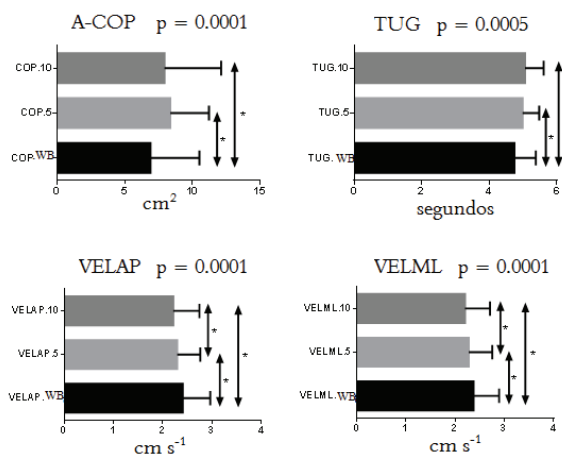 A-COP p = 0.0001
COP.10
COP.5
COP.WB
0 5 10 15
cm²
*
*
TUG p = 0.0005
TUG.10
TUG.5
TUG.WB
0 2 4 6
segundos
*
*
VELAP p = 0.0001
VELAP.10
VELAP.5
VELAP.WB
0 1 2 3 4
cm s⁻¹
*
*
*
VELML p = 0.0001
VELML.10
VELML.5
VELML.WB
0 1 2 3 4
cm s⁻¹
*
*
*